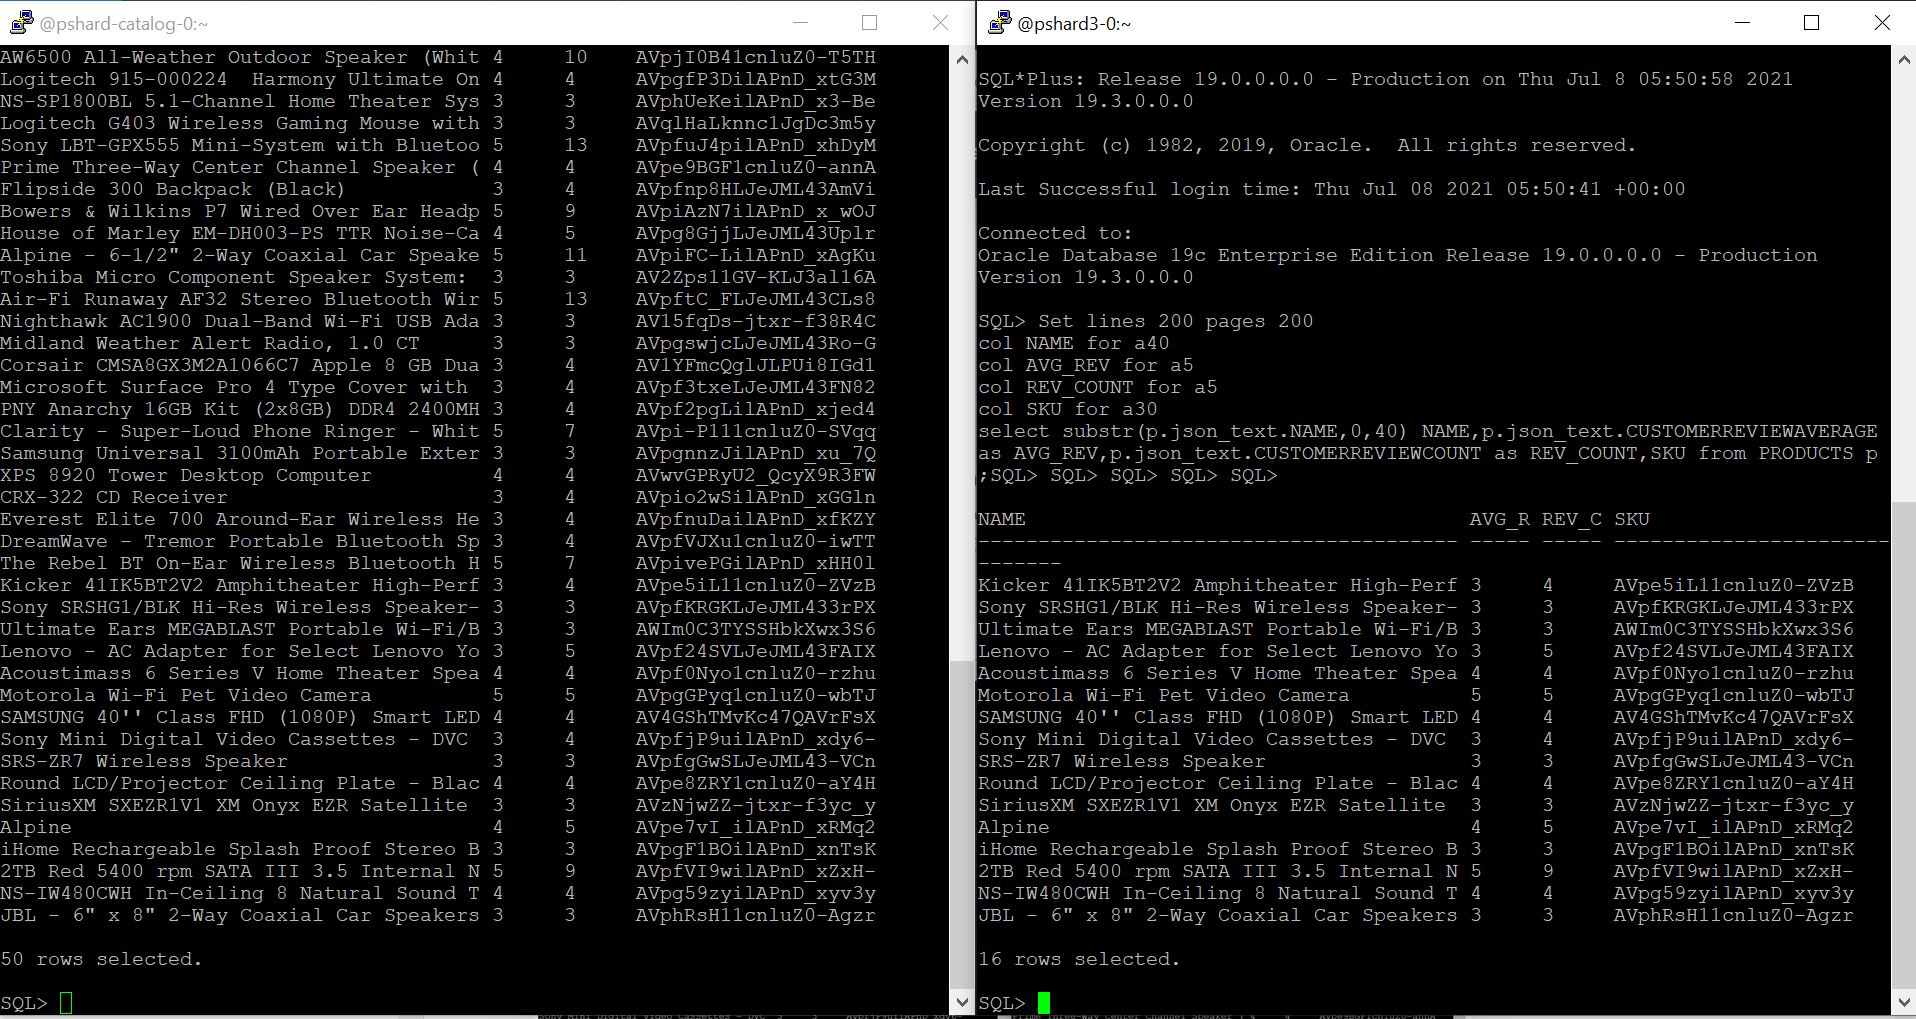 @pshard-catalog-0:~
AW6500 All-Weather Outdoor Speaker (Whit 4 10 AVpjI0B41cnluZ0-T5TH
Logitech 915-000224  Harmony Ultimate On 4 4 AVpgfP3DilAPnD_xtG3M
NS-SP1800BL 5.1-Channel Home Theater Sys 3 3 AVphUeKeilAPnD_x3-Be
Logitech G403 Wireless Gaming Mouse with 3 3 AVqlHaLknnc1JgDc3m5y
Sony LBT-GPX555 Mini-System with Bluetoo 5 13 AVpfuJ4pilAPnD_xhDyM
Prime Three-Way Center Channel Speaker ( 4 4 AVpe9BGF1cnluZ0-annA
Flipside 300 Backpack (Black) 3 4 AVpfnp8HLJeJML43AmVi
Bowers & Wilkins P7 Wired Over Ear Headp 5 9 AVpiAzN7ilAPnD_x_wOJ
House of Marley EM-DH003-PS TTR Noise-Ca 4 5 AVpg8GjjLJeJML43Uplr
Alpine - 6-1/2" 2-Way Coaxial Car Speake 5 11 AVpiFC-LilAPnD_xAgKu
Toshiba Micro Component Speaker System: 3 3 AV2Zps11GV-KLJ3al16A
Air-Fi Runaway AF32 Stereo Bluetooth Wir 5 13 AVpftC_FLJeJML43CLs8
Nighthawk AC1900 Dual-Band Wi-Fi USB Ada 3 3 AV15fqDs-jtxr-f38R4C
Midland Weather Alert Radio, 1.0 CT 3 3 AVpgswjcLJeJML43Ro-G
Corsair CMSA8GX3M2A1066C7 Apple 8 GB Dua 3 4 AV1YFmcQglJLPUi8IGdl
Microsoft Surface Pro 4 Type Cover with 3 4 AVpf3txeLJeJML43FN82
PNY Anarchy 16GB Kit (2x8GB) DDR4 2400MH 3 4 AVpf2pgLilAPnD_xjed4
Clarity - Super-Loud Phone Ringer - Whit 5 7 AVpi-P111cnluZ0-SVqq
Samsung Universal 3100mAh Portable Exter 3 4 AVpgnnzJilAPnD_xu_7Q
XPS 8920 Tower Desktop Computer 4 4 AVwvGPRyU2_QcyX9R3FW
CRX-322 CD Receiver 3 4 AVpio2wSilAPnD_xGGln
Everest Elite 700 Around-Ear Wireless He 3 4 AVpfnuDailAPnD_xfKZY
DreamWave - Tremor Portable Bluetooth Sp 3 4 AVpfVJXu1cnluZ0-iwTT
The Rebel BT On-Ear Wireless Bluetooth H 5 7 AVpivePGilAPnD_xHH0l
Kicker 41IK5BT2V2 Amphitheater High-Perf 3 4 AVpe5iL11cnluZ0-ZVzB
Sony SRSHG1/BLK Hi-Res Wireless Speaker- 3 3 AVpfKRGKLJeJML433rPX
Ultimate Ears MEGABLAST Portable Wi-Fi/B 3 3 AWIm0C3TYSSHbkXwx3S6
Lenovo - AC Adapter for Select Lenovo Yo 3 5 AVpf24SVLJeJML43FAIX
Acoustimass 6 Series V Home Theater Spea 4 4 AVpf0Nyo1cnluZ0-rzhu
Motorola Wi-Fi Pet Video Camera 5 5 AVpgGPyq1cnluZ0-wbTJ
SAMSUNG 40'' Class FHD (1080P) Smart LED 4 4 AV4GShTMvKc47QAVrFsX
Sony Mini Digital Video Cassettes - DVC 3 4 AVpfjP9uilAPnD_xdy6-
SRS-ZR7 Wireless Speaker 3 3 AVpfgGwSLJeJML43-VCn
Round LCD/Projector Ceiling Plate - Blac 4 4 AVpe8ZRY1cnluZ0-aY4H
SiriusXM SXEZR1V1 XM Onyx EZR Satellite 3 3 AVzNjwZZ-jtxr-f3yc_y
Alpine 4 5 AVpe7vI_ilAPnD_xRMq2
iHome Rechargeable Splash Proof Stereo B 3 3 AVpgF1BOilAPnD_xnTsK
2TB Red 5400 rpm SATA III 3.5 Internal N 5 9 AVpfVI9wilAPnD_xZxH-
NS-IW480CWH In-Ceiling 8 Natural Sound T 4 4 AVpg59zyilAPnD_xyv3y
JBL - 6" x 8" 2-Way Coaxial Car Speakers 3 3 AVphRsH11cnluZ0-Agzr
50 rows selected.
SQL>
@pshard3-0:~
SQL*Plus: Release 19.0.0.0.0 - Production on Thu Jul 8 05:50:58 2021
Version 19.3.0.0.0
Copyright (c) 1982, 2019, Oracle.  All rights reserved.
Last Successful login time: Thu Jul 08 2021 05:50:41 +00:00
Connected to:
Oracle Database 19c Enterprise Edition Release 19.0.0.0.0 - Production
Version 19.3.0.0.0
SQL> Set lines 200 pages 200
col NAME for a40
col AVG_REV for a5
col REV_COUNT for a5
col SKU for a30
select substr(p.json_text.NAME,0,40) NAME,p.json_text.CUSTOMERREVIEWAVERAGE
as AVG_REV,p.json_text.CUSTOMERREVIEWCOUNT as REV_COUNT,SKU from PRODUCTS p
;SQL> SQL> SQL> SQL> SQL>
NAME AVG_R REV_C SKU
---------------------------------------- ----- ----- -----------------------
-------
Kicker 41IK5BT2V2 Amphitheater High-Perf 3 4 AVpe5iL11cnluZ0-ZVzB
Sony SRSHG1/BLK Hi-Res Wireless Speaker- 3 3 AVpfKRGKLJeJML433rPX
Ultimate Ears MEGABLAST Portable Wi-Fi/B 3 3 AWIm0C3TYSSHbkXwx3S6
Lenovo - AC Adapter for Select Lenovo Yo 3 5 AVpf24SVLJeJML43FAIX
Acoustimass 6 Series V Home Theater Spea 4 4 AVpf0Nyo1cnluZ0-rzhu
Motorola Wi-Fi Pet Video Camera 5 5 AVpgGPyq1cnluZ0-wbTJ
SAMSUNG 40'' Class FHD (1080P) Smart LED 4 4 AV4GShTMvKc47QAVrFsX
Sony Mini Digital Video Cassettes - DVC 3 4 AVpfjP9uilAPnD_xdy6-
SRS-ZR7 Wireless Speaker 3 3 AVpfgGwSLJeJML43-VCn
Round LCD/Projector Ceiling Plate - Blac 4 4 AVpe8ZRY1cnluZ0-aY4H
SiriusXM SXEZR1V1 XM Onyx EZR Satellite 3 3 AVzNjwZZ-jtxr-f3yc_y
Alpine 4 5 AVpe7vI_ilAPnD_xRMq2
iHome Rechargeable Splash Proof Stereo B 3 3 AVpgF1BOilAPnD_xnTsK
2TB Red 5400 rpm SATA III 3.5 Internal N 5 9 AVpfVI9wilAPnD_xZxH-
NS-IW480CWH In-Ceiling 8 Natural Sound T 4 4 AVpg59zyilAPnD_xyv3y
JBL - 6" x 8" 2-Way Coaxial Car Speakers 3 3 AVphRsH11cnluZ0-Agzr
16 rows selected.
SQL>